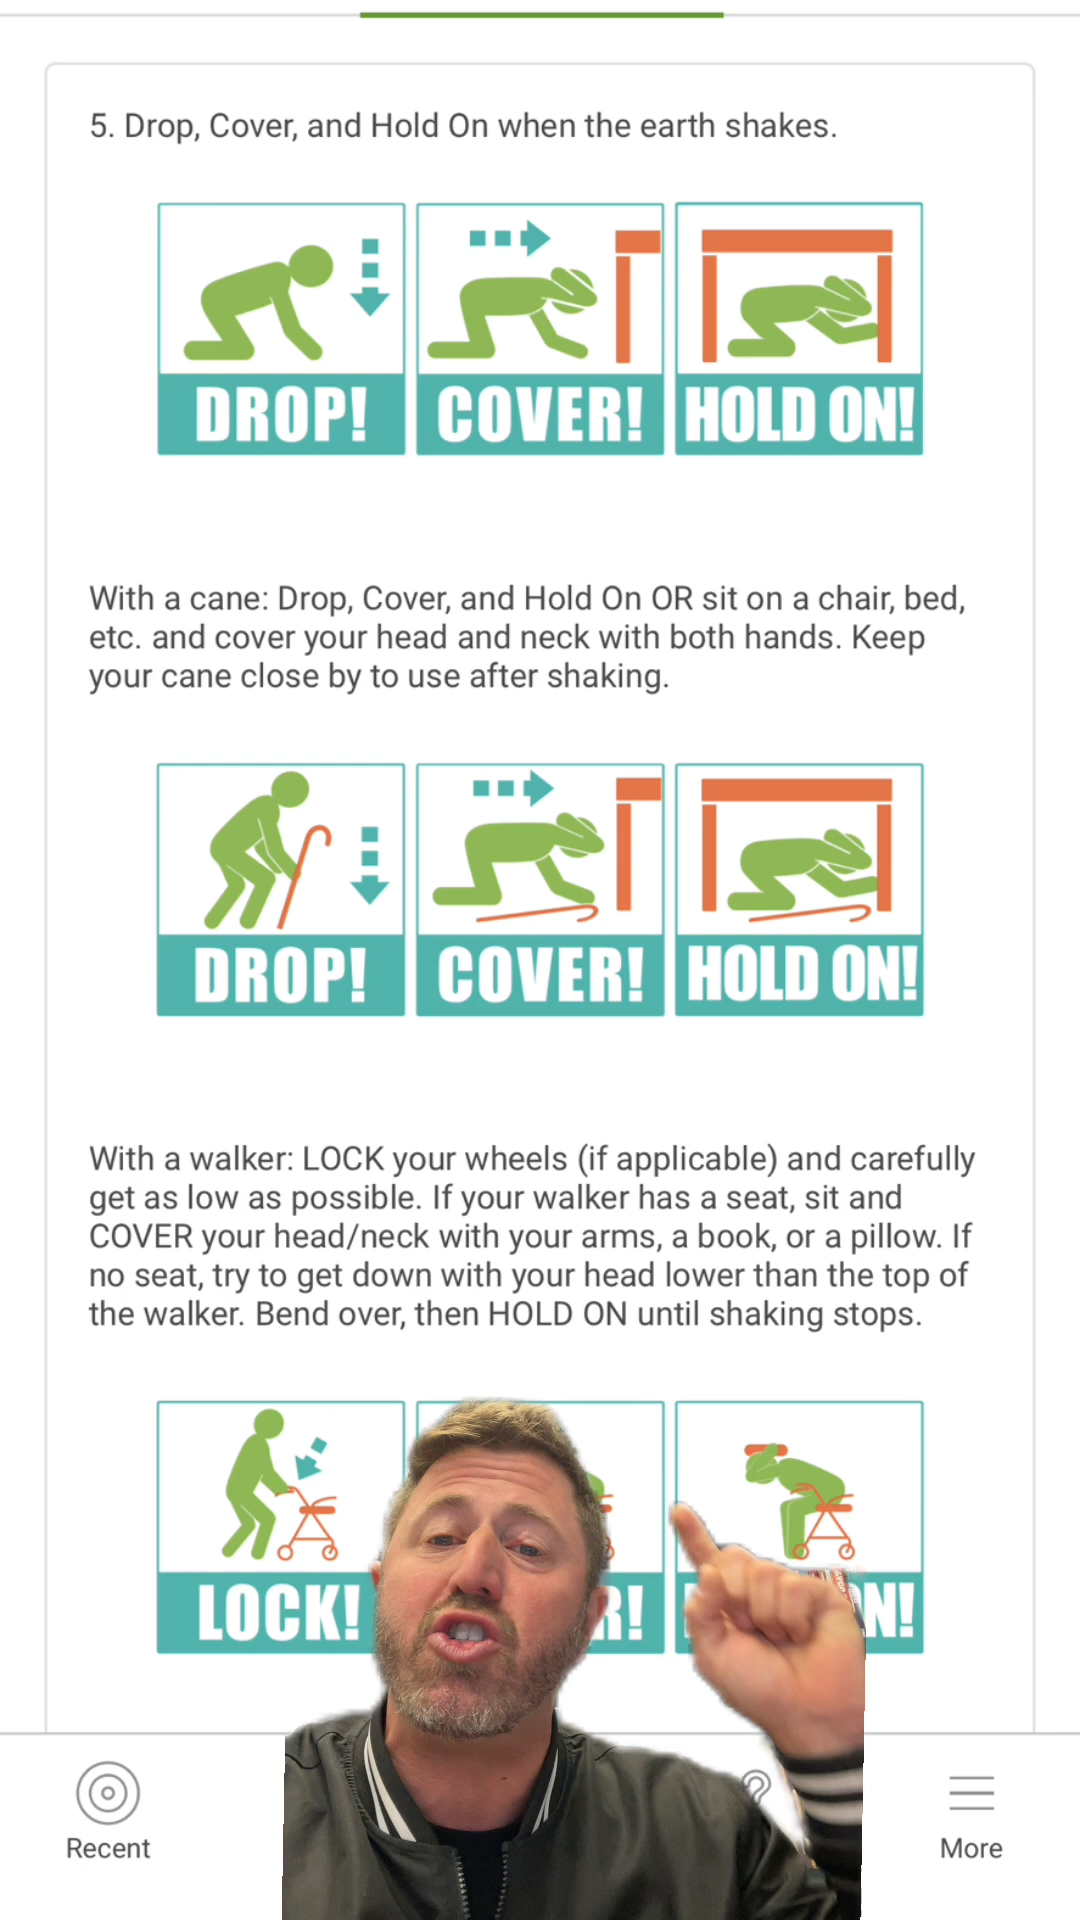 5. Drop, Cover, and Hold On when the earth shakes.
DROP! COVER! HOLD ON!
With a cane: Drop, Cover, and Hold On OR sit on a chair, bed,
etc. and cover your head and neck with both hands. Keep
your cane close by to use after shaking.
DROP! COVER! HOLD ON!
With a walker: LOCK your wheels (if applicable) and carefully
get as low as possible. If your walker has a seat, sit and
COVER your head/neck with your arms, a book, or a pillow. If
no seat, try to get down with your head lower than the top of
the walker. Bend over, then HOLD ON until shaking stops.
LOCK! R! N!
?
Recent More